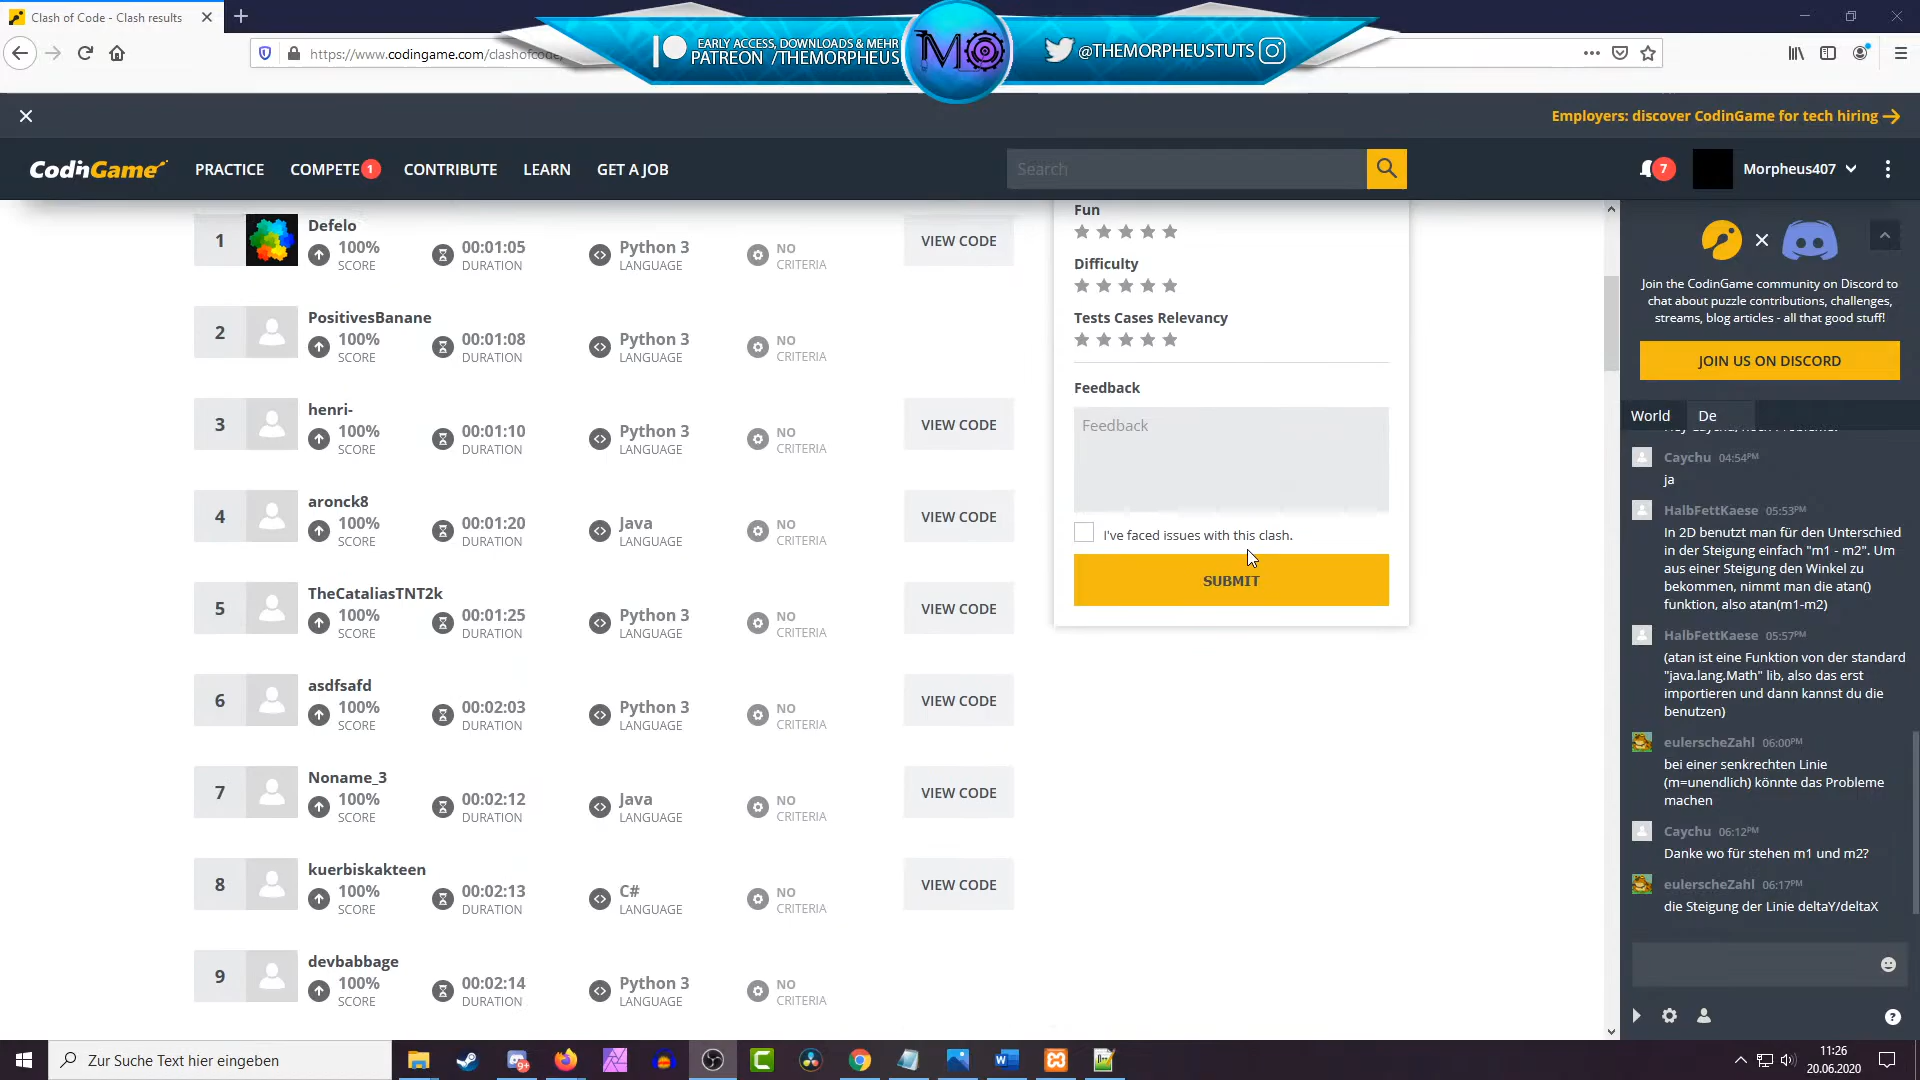 Clash of Code - Clash results
https://www.codingame.com/clashofcode/
EARLY ACCESS, DOWNLOADS & MEHR
PATREON /THEMORPHEUS
MO
@THEMORPHEUSTUTS
Employers: discover CodinGame for tech hiring
CodinGame
PRACTICE
COMPETE 1
CONTRIBUTE
LEARN
GET A JOB
Search
7
Morpheus407
1
Defelo
100%
SCORE
00:01:05
DURATION
Python 3
LANGUAGE
NO
CRITERIA
VIEW CODE
2
PositivesBanane
100%
SCORE
00:01:08
DURATION
Python 3
LANGUAGE
NO
CRITERIA
3
henri-
100%
SCORE
00:01:10
DURATION
Python 3
LANGUAGE
NO
CRITERIA
VIEW CODE
4
aronck8
100%
SCORE
00:01:20
DURATION
Java
LANGUAGE
NO
CRITERIA
VIEW CODE
5
TheCataliasTNT2k
100%
SCORE
00:01:25
DURATION
Python 3
LANGUAGE
NO
CRITERIA
VIEW CODE
6
asdfsafd
100%
SCORE
00:02:03
DURATION
Python 3
LANGUAGE
NO
CRITERIA
VIEW CODE
7
Noname_3
100%
SCORE
00:02:12
DURATION
Java
LANGUAGE
NO
CRITERIA
VIEW CODE
8
kuerbiskakteen
100%
SCORE
00:02:13
DURATION
C#
LANGUAGE
NO
CRITERIA
VIEW CODE
9
devbabbage
100%
SCORE
00:02:14
DURATION
Python 3
LANGUAGE
NO
CRITERIA
Fun
Difficulty
Tests Cases Relevancy
Feedback
Feedback
I've faced issues with this clash.
SUBMIT
Join the CodinGame community on Discord to
chat about puzzle contributions, challenges,
streams, blog articles - all that good stuff!
JOIN US ON DISCORD
World
De
Caychu 04:54PM
ja
HalbFettKaese 05:53PM
In 2D benutzt man für den Unterschied
in der Steigung einfach "m1 - m2". Um
aus einer Steigung den Winkel zu
bekommen, nimmt man die atan()
funktion, also atan(m1-m2)
HalbFettKaese 05:57PM
(atan ist eine Funktion von der standard
"java.lang.Math" lib, also das erst
importieren und dann kannst du die
benutzen)
eulerscheZahl 06:00PM
bei einer senkrechten Linie
(m=unendlich) könnte das Probleme
machen
Caychu 06:12PM
Danke wo für stehen m1 und m2?
eulerscheZahl 06:17PM
die Steigung der Linie deltaY/deltaX
Zur Suche Text hier eingeben
9+
11:26
20.06.2020